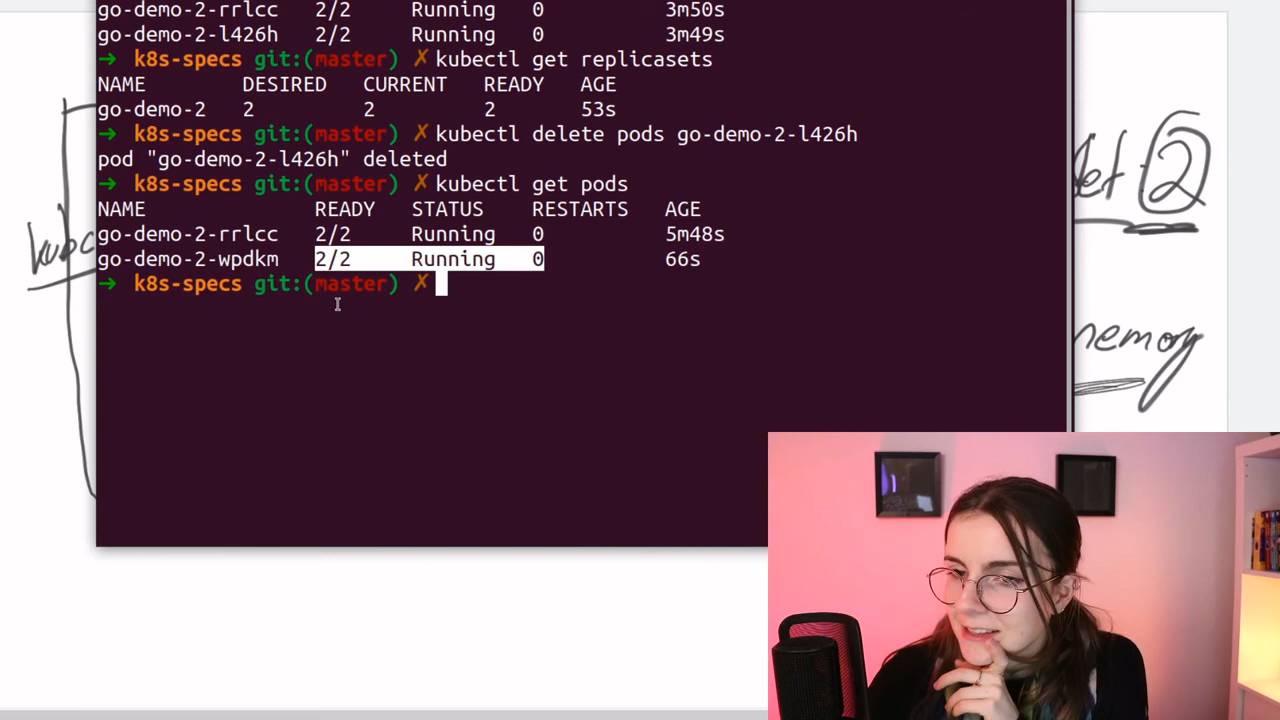 go-demo-2-rrlcc 2/2 Running 0 3m50s
go-demo-2-l426h 2/2 Running 0 3m49s
→ k8s-specs git:(master) ✗ kubectl get replicasets
NAME DESIRED CURRENT READY AGE
go-demo-2 2 2 2 53s
→ k8s-specs git:(master) ✗ kubectl delete pods go-demo-2-l426h
pod "go-demo-2-l426h" deleted
→ k8s-specs git:(master) ✗ kubectl get pods
NAME READY STATUS RESTARTS AGE
go-demo-2-rrlcc 2/2 Running 0 5m48s
go-demo-2-wpdkm 2/2 Running 0 66s
→ k8s-specs git:(master) ✗
2
memory